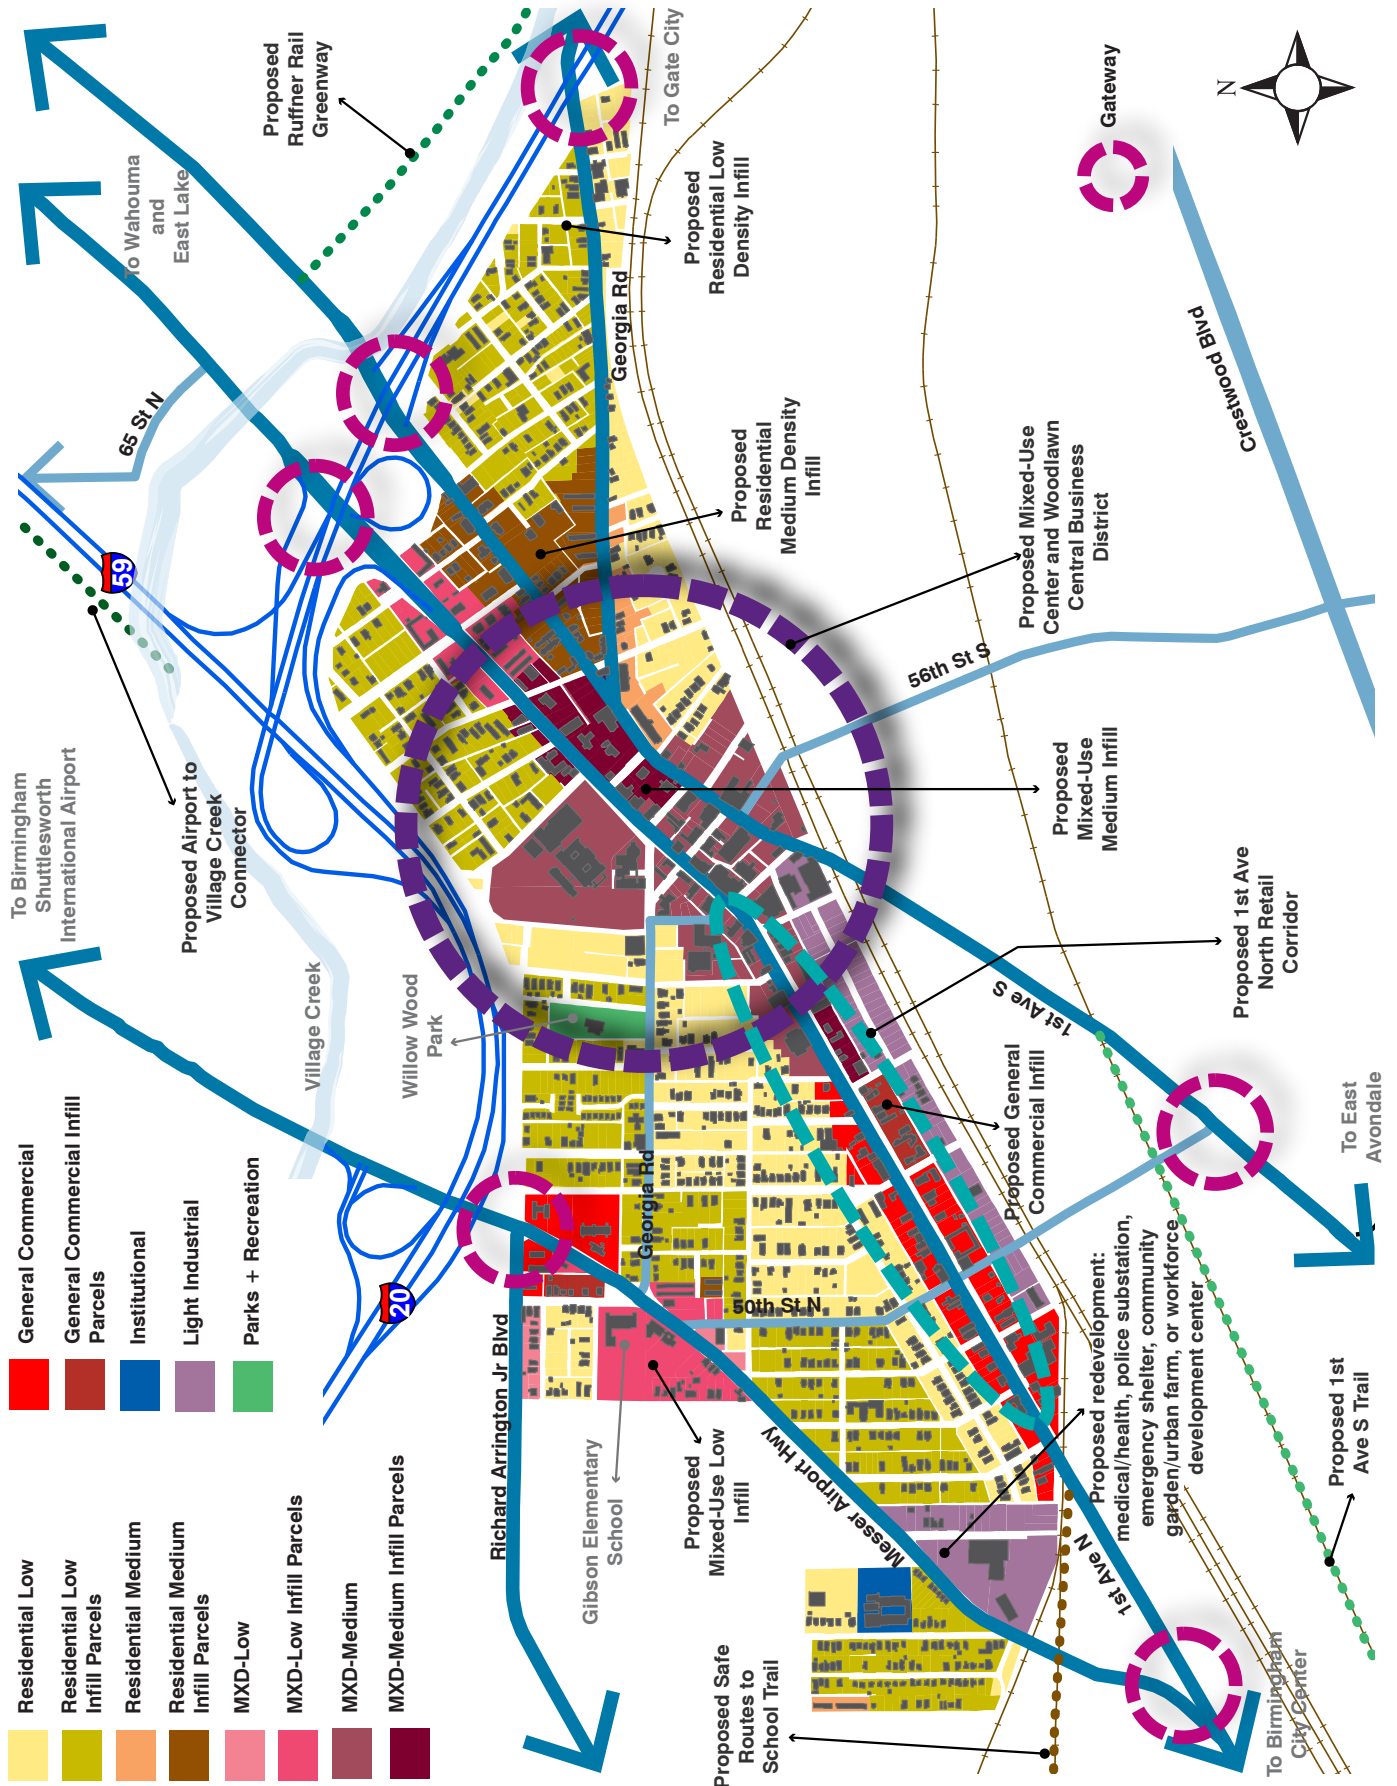 Residential Low
Residential Low
Infill Parcels
Residential Medium
Residential Medium
Infill Parcels
MXD-Low
MXD-Low Infill Parcels
MXD-Medium
MXD-Medium Infill Parcels
General Commercial
General Commercial Infill
Parcels
Institutional
Light Industrial
Parks + Recreation
To Birmingham
Shuttlesworth
International Airport
Proposed Airport to
Village Creek
Connector
59
65 St N
To Wahouma
and
East Lake
Proposed
Ruffner Rail
Greenway
To Gate City
Proposed
Residential Low
Density Infill
Georgia Rd
Proposed
Residential
Medium Density
Infill
Proposed Mixed-Use
Center and Woodlawn
Central Business
District
56th St S
Crestwood Blvd
Gateway
N
Village Creek
Willow Wood
Park
20
Richard Arrington Jr Blvd
Gibson Elementary
School
Proposed
Mixed-Use Low
Infill
Georgia Rd
50th St N
Messer Airport Hwy
Proposed
Mixed-Use
Medium Infill
Proposed 1st Ave
North Retail
Corridor
1st Ave S
Proposed General
Commercial Infill
Proposed redevelopment:
medical/health, police substation,
emergency shelter, community
garden/urban farm, or workforce
development center
To East
Avondale
Proposed 1st
Ave S Trail
1st Ave N
Proposed Safe
Routes to
School Trail
To Birmingham
City Center